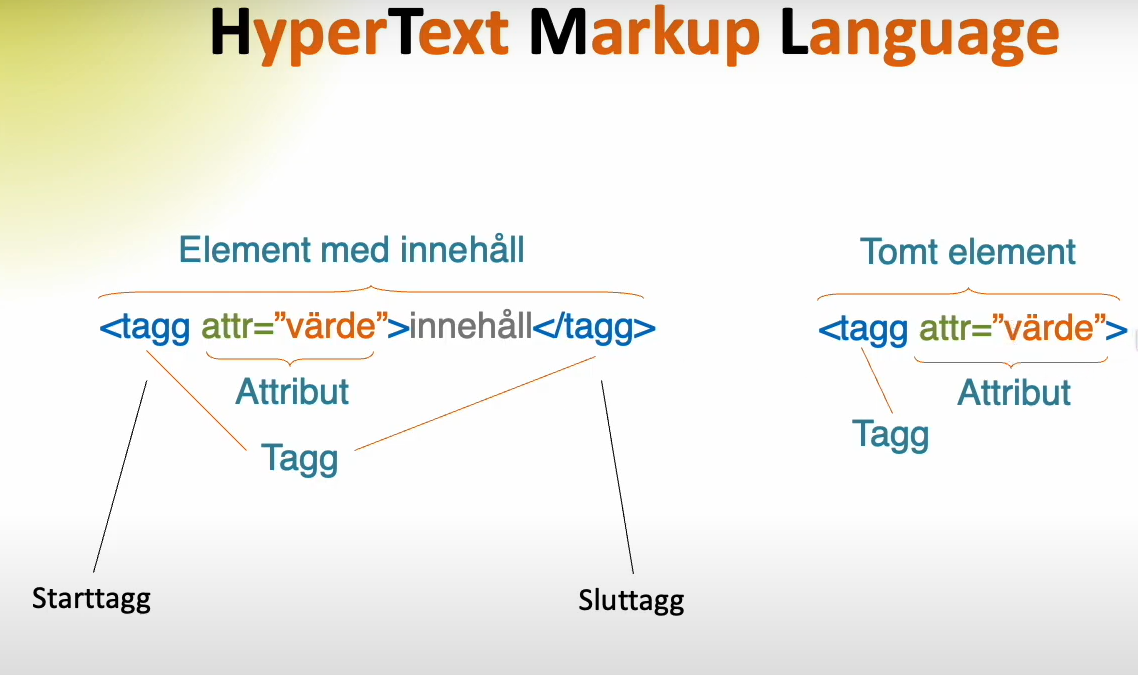 HyperText Markup Language
Element med innehåll
<tagg attr=”värde”>innehåll</tagg>
Attribut
Tagg
Starttagg
Sluttagg
Tomt element
<tagg attr=”värde”>
Attribut
Tagg